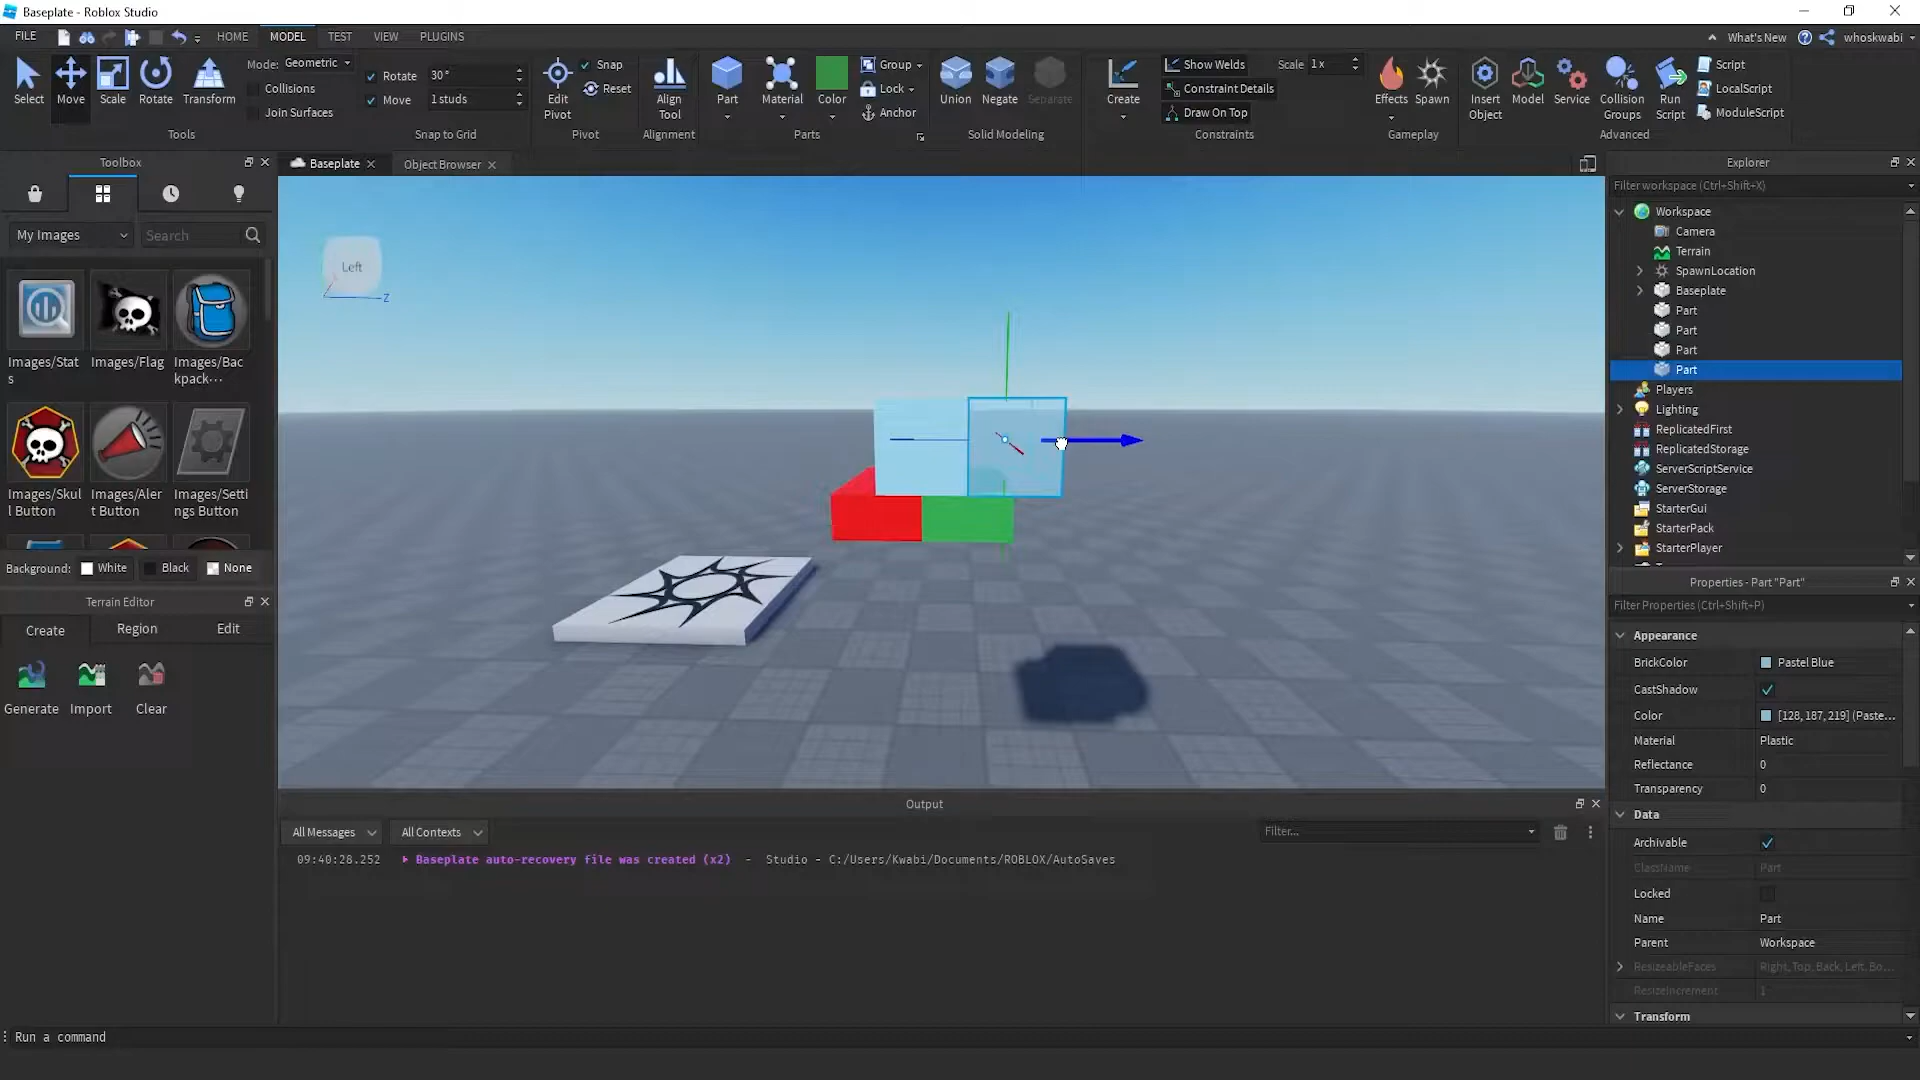 Baseplate - Roblox Studio
FILE HOME MODEL TEST VIEW PLUGINS What's New whoskwabi
Select Move Scale Rotate Transform
Mode: Geometric
Collisions
Join Surfaces
Tools
Rotate 30°
Move 1 studs
Snap to Grid
Edit Pivot
Snap
Reset
Pivot
Align Tool
Alignment
Part Material Color
Group
Lock
Anchor
Parts
Union Negate Separate
Solid Modeling
Create
Show Welds Scale 1 x
Constraint Details
Draw On Top
Constraints
Effects Spawn
Gameplay
Insert Object Model Service Collision Groups Run Script
Script
LocalScript
ModuleScript
Advanced
Toolbox
My Images Search
Images/Stat
s
Images/Flag
Images/Bac
kpack...
Images/Skul
l Button
Images/Aler
t Button
Images/Setti
ngs Button
Background: White Black None
Terrain Editor
Create Region Edit
Generate Import Clear
Baseplate Object Browser
Left
Z
Output
All Messages All Contexts Filter...
09:40:28.252 Baseplate auto-recovery file was created (x2) - Studio - C:/Users/Kwabi/Documents/ROBLOX/AutoSaves
Explorer
Filter workspace (Ctrl+Shift+X)
Workspace
Camera
Terrain
SpawnLocation
Baseplate
Part
Part
Part
Part
Players
Lighting
ReplicatedFirst
ReplicatedStorage
ServerScriptService
ServerStorage
StarterGui
StarterPack
StarterPlayer
Properties - Part "Part"
Filter Properties (Ctrl+Shift+P)
Appearance
BrickColor Pastel Blue
CastShadow
Color [128, 187, 219] (Paste...
Material Plastic
Reflectance 0
Transparency 0
Data
Archivable
ClassName Part
Locked
Name Part
Parent Workspace
ResizeableFaces Right, Top, Back, Left, Bo...
ResizeIncrement 1
Transform
Run a command